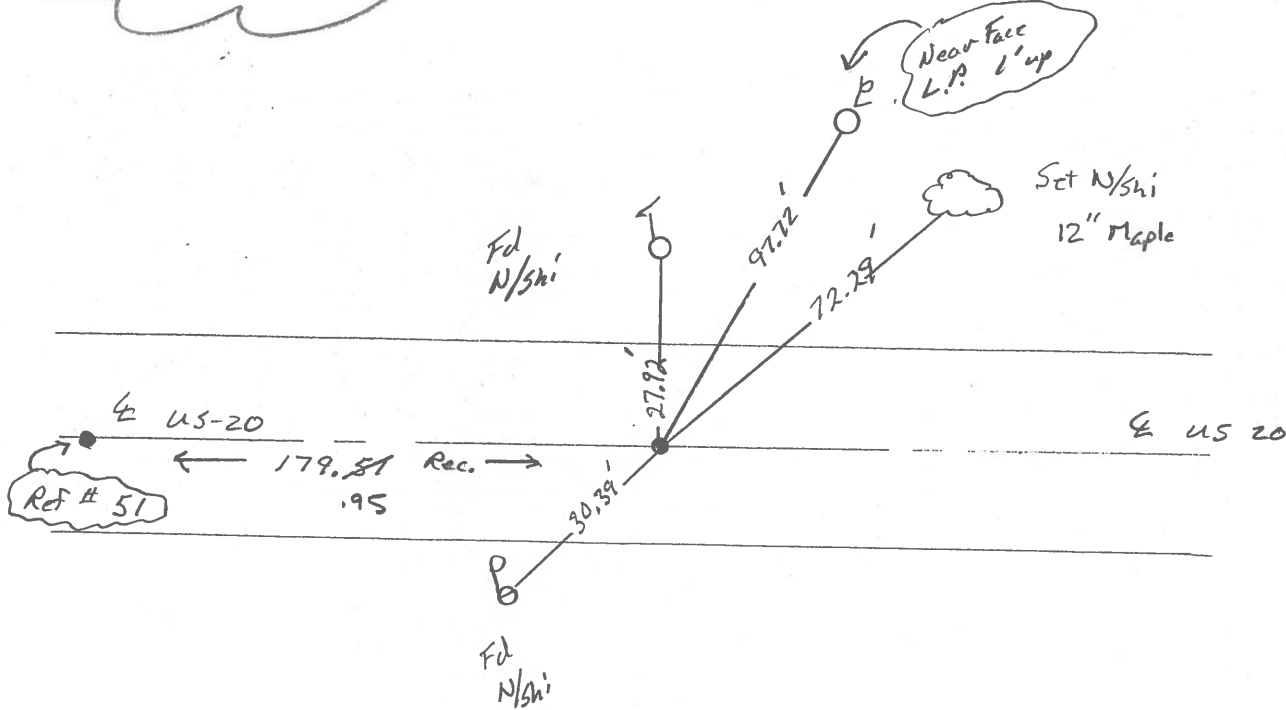 Near Face
L.P. 1' up
Set N/shi
12" Maple
Fd
N/shi
97.72'
72.29'
27.92'
℄ US-20
℄ US 20
179.51 Rec.
.95
Ref # 51
30.39'
Fd
N/shi